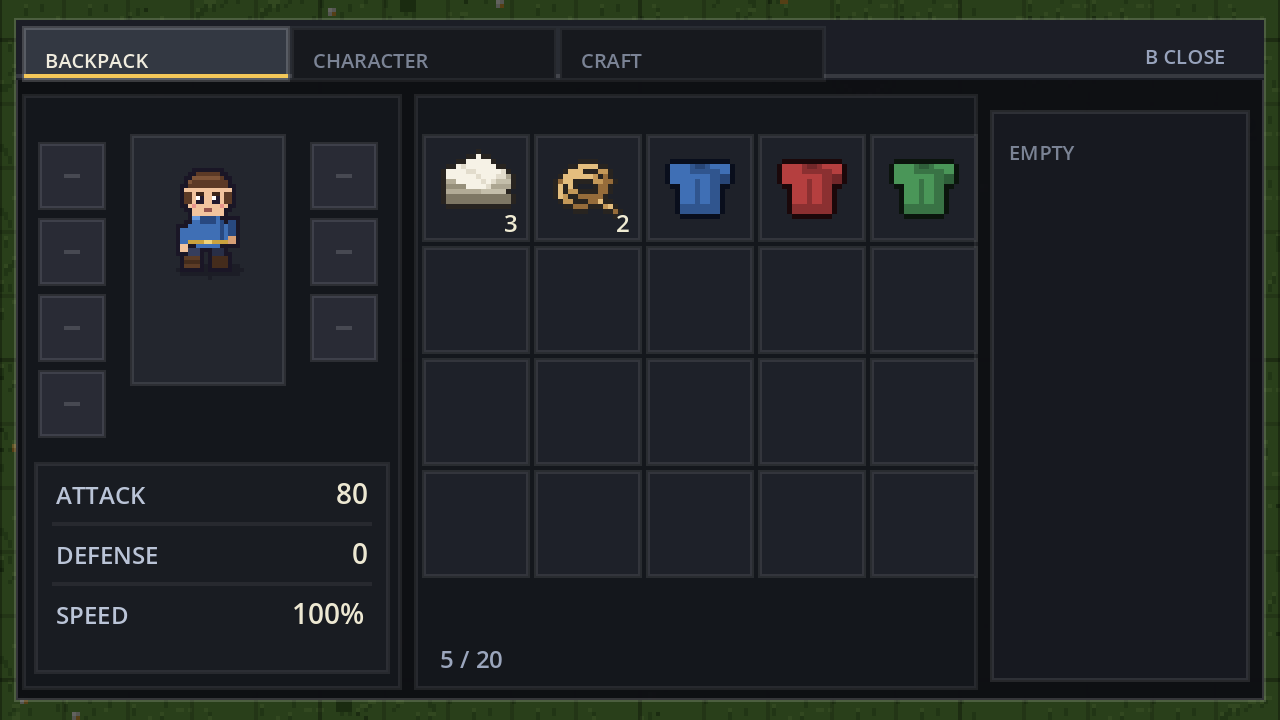 BACKPACK
CHARACTER
CRAFT
B CLOSE
3
2
EMPTY
ATTACK 80
DEFENSE 0
SPEED 100%
5 / 20